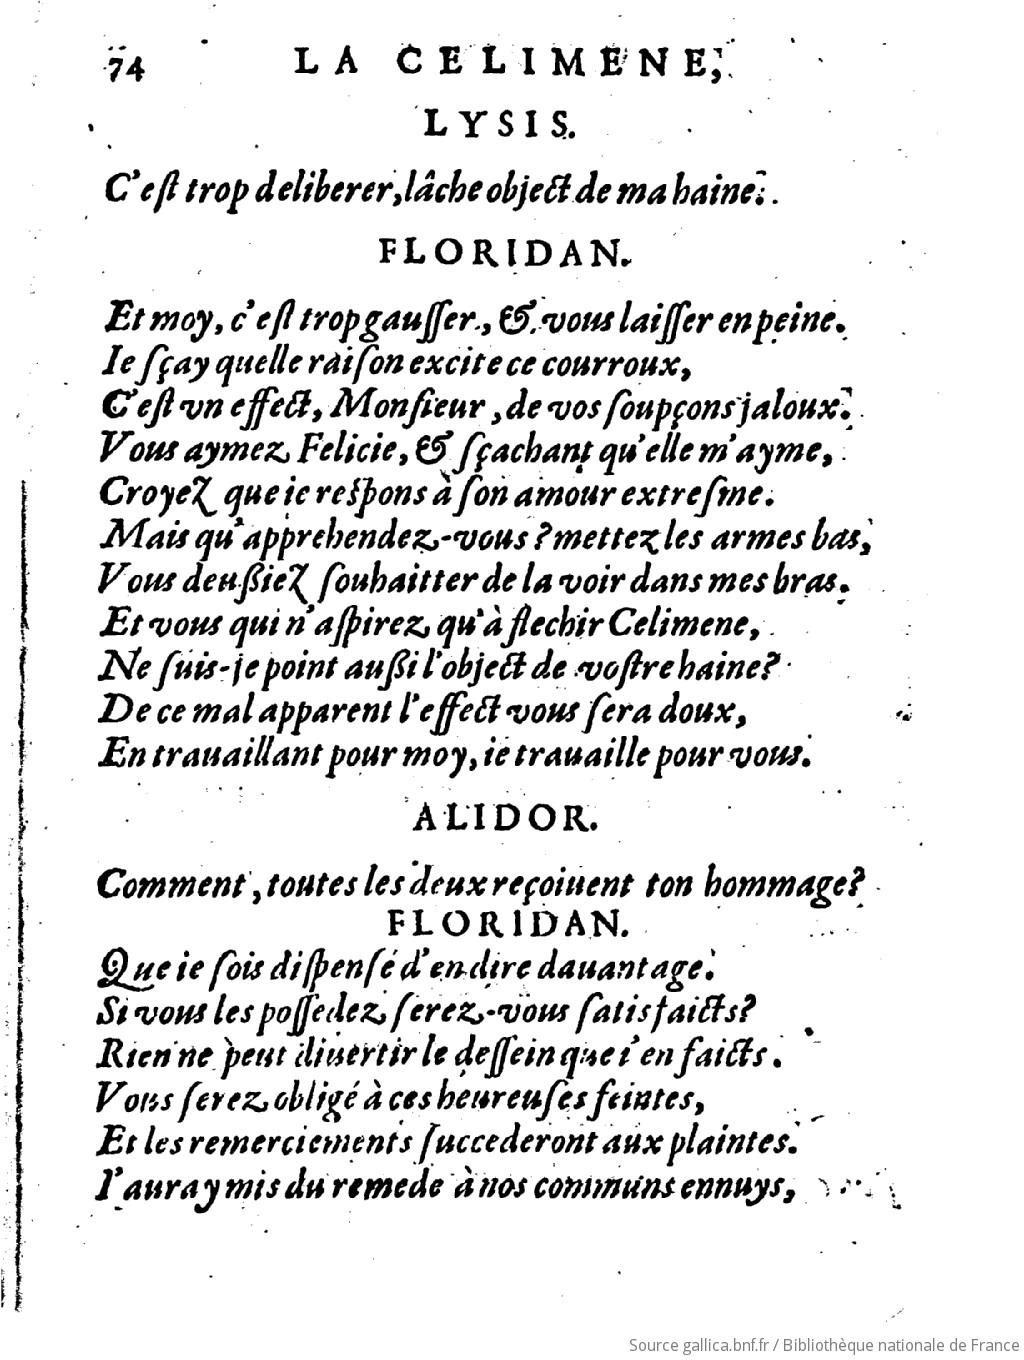 74 LA CELIMENE,
LYSIS.
C'eſt trop deliberer, lâche object de ma haine.
FLORIDAN.
Et moy, c'eſt trop gauſſer, & vous laiſſer en peine.
Ie ſçay quelle raiſon excite ce courroux,
C'eſt vn effect, Monſieur, de vos ſoupçons jaloux.
Vous aymez Felicie, & ſçachant qu'elle m'ayme,
Croyez que ie reſpons à ſon amour extreſme.
Mais qu'apprehendez-vous? mettez les armes bas,
Vous deuſſiez ſouhaitter de la voir dans mes bras.
Et vous qui n'aſpirez qu'à flechir Celimene,
Ne ſuis-je point auſſi l'object de voſtre haine?
De ce mal apparent l'effect vous ſera doux,
En trauaillant pour moy, ie trauaille pour vous.
ALIDOR.
Comment, toutes les deux reçoiuent ton hommage?
FLORIDAN.
Que ie ſois diſpenſé d'en dire dauantage.
Si vous les poſſedez ſerez-vous ſatisfaicts?
Rien ne peut diuertir le deſſein que i'en faicts.
Vous ſerez obligé à ces heureuſes feintes,
Et les remerciements ſuccederont aux plaintes.
I'auray mis du remede à nos communs ennuys,
Source gallica.bnf.fr / Bibliothèque nationale de France